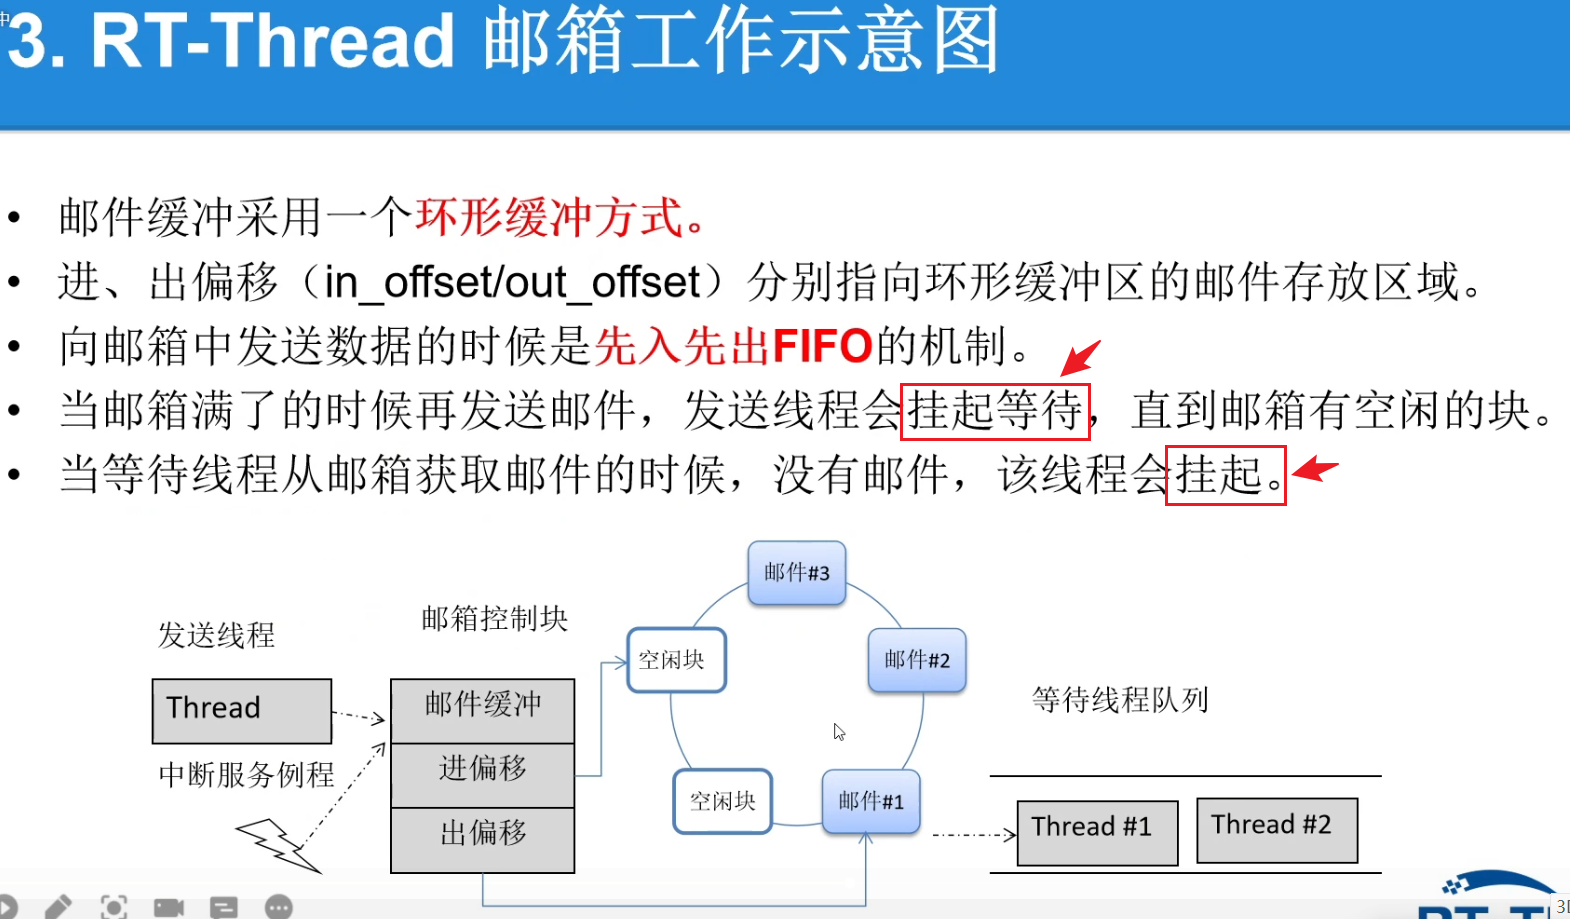 3. RT-Thread 邮箱工作示意图
• 邮件缓冲采用一个环形缓冲方式。
• 进、出偏移（in_offset/out_offset）分别指向环形缓冲区的邮件存放区域。
• 向邮箱中发送数据的时候是先入先出FIFO的机制。
• 当邮箱满了的时候再发送邮件，发送线程会挂起等待，直到邮箱有空闲的块。
• 当等待线程从邮箱获取邮件的时候，没有邮件，该线程会挂起。
邮件#3
发送线程
邮箱控制块
空闲块
邮件#2
Thread
邮件缓冲
等待线程队列
中断服务例程
进偏移
空闲块
邮件#1
出偏移
Thread #1
Thread #2